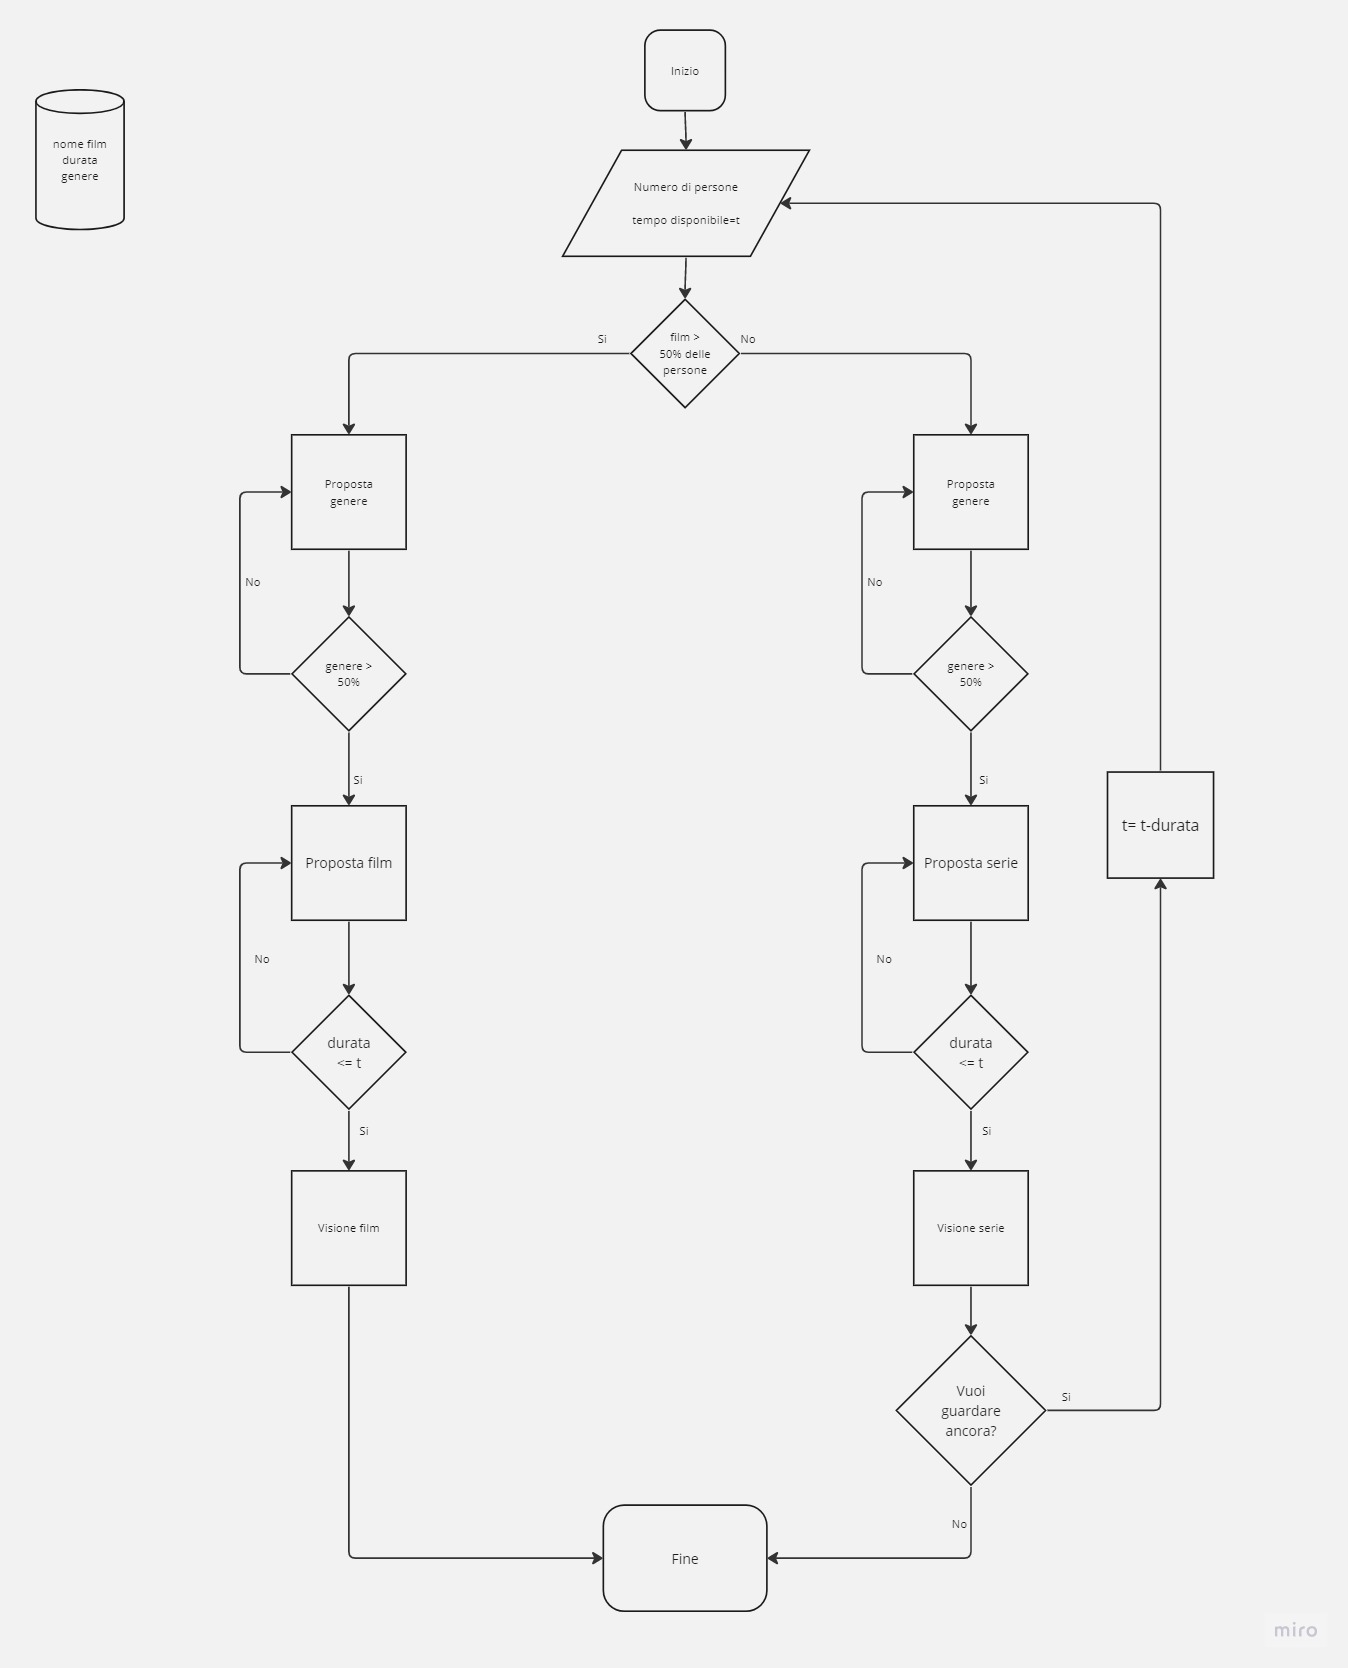 Inizio
nome film
durata
genere
Numero di persone
tempo disponibile=t
Si
film >
50% delle
persone
No
Proposta
genere
Proposta
genere
No
No
genere >
50%
genere >
50%
Si
Si
Proposta film
Proposta serie
t= t-durata
No
No
durata
<= t
durata
<= t
Si
Si
Visione film
Visione serie
Vuoi
guardare
ancora?
Si
No
Fine
miro